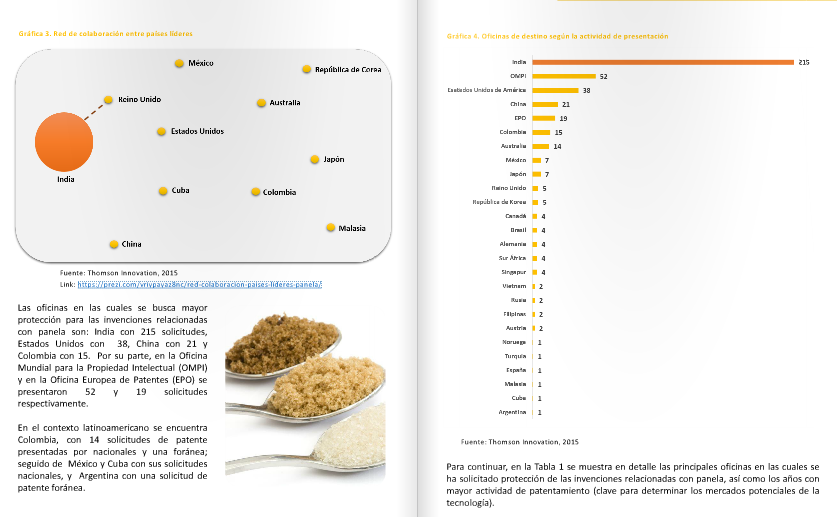 Gráfica 3. Red de colaboración entre países líderes
México
República de Corea
Reino Unido
Australia
Estados Unidos
Japón
India
Cuba
Colombia
Malasia
China
Fuente: Thomson Innovation, 2015
Link: https://prezi.com/vriypayaz8nc/red-colaboracion-paises-lideres-panela/
Las oficinas en las cuales se busca mayor
protección para las invenciones relacionadas
con panela son: India con 215 solicitudes,
Estados Unidos con 38, China con 21 y
Colombia con 15. Por su parte, en la Oficina
Mundial para la Propiedad Intelectual (OMPI)
y en la Oficina Europea de Patentes (EPO) se
presentaron 52 y 19 solicitudes
respectivamente.
En el contexto latinoamericano se encuentra
Colombia, con 14 solicitudes de patente
presentadas por nacionales y una foránea;
seguido de México y Cuba con sus solicitudes
nacionales, y Argentina con una solicitud de
patente foránea.
Gráfica 4. Oficinas de destino según la actividad de presentación
India 215
OMPI 52
Esatados Unidos de América 38
China 21
EPO 19
Colombia 15
Australia 14
México 7
Japón 7
Reino Unido 5
República de Korea 5
Canadá 4
Brasil 4
Alemania 4
Sur África 4
Singapur 4
Vietnam 2
Rusia 2
Filipinas 2
Austria 2
Noruega 1
Turquía 1
España 1
Malesia 1
Cuba 1
Argentina 1
Fuente: Thomson Innovation, 2015
Para continuar, en la Tabla 1 se muestra en detalle las principales oficinas en las cuales se
ha solicitado protección de las invenciones relacionadas con panela, así como los años con
mayor actividad de patentamiento (clave para determinar los mercados potenciales de la
tecnología).